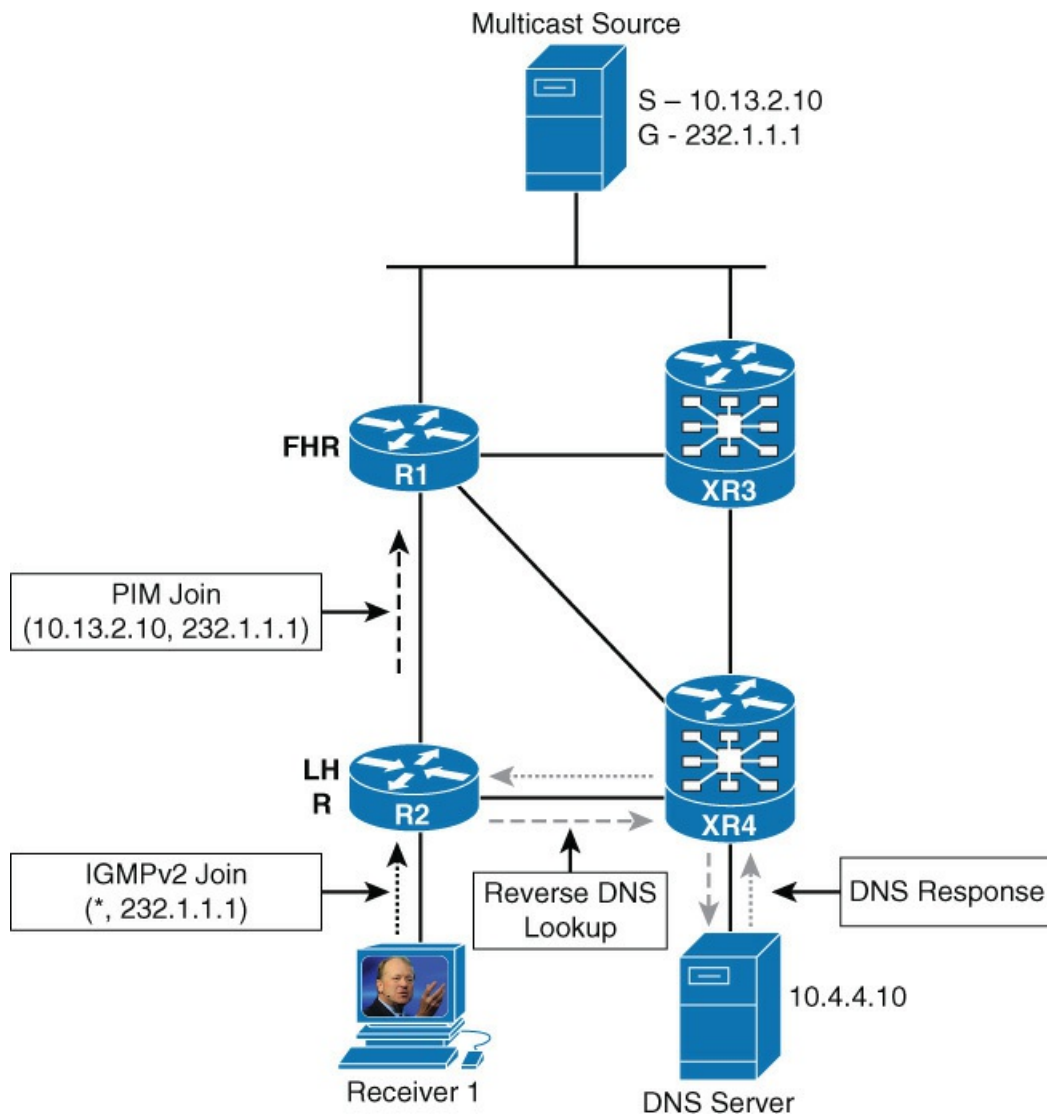 Multicast Source
S – 10.13.2.10
G - 232.1.1.1
FHR
R1
XR3
PIM Join
(10.13.2.10, 232.1.1.1)
LH
R
R2
XR4
IGMPv2 Join
(*, 232.1.1.1)
Reverse DNS
Lookup
DNS Response
10.4.4.10
Receiver 1
DNS Server